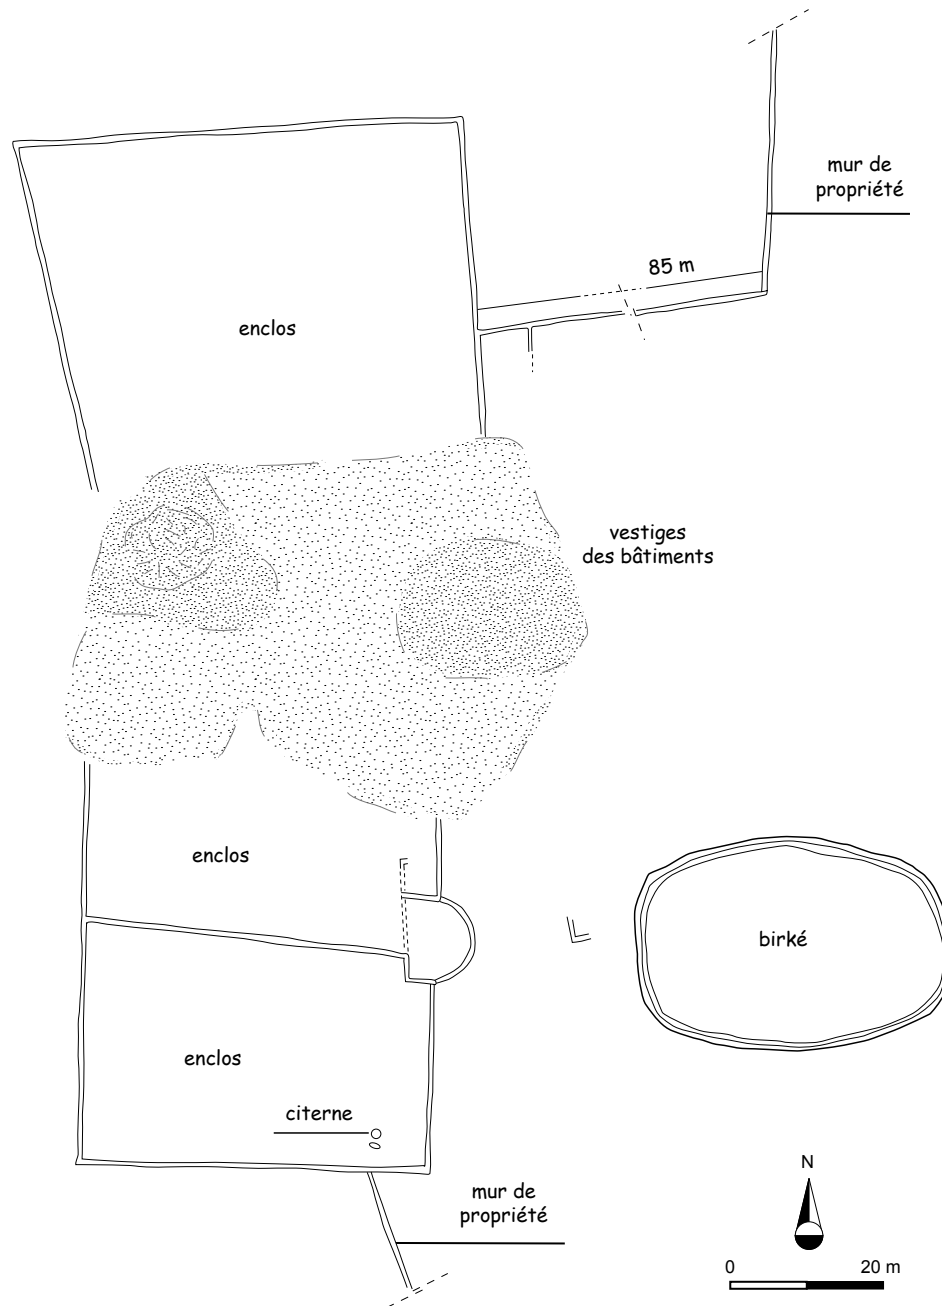 mur de
propriété
85 m
enclos
vestiges
des bâtiments
enclos
birké
enclos
citerne
mur de
propriété
N
0 20 m